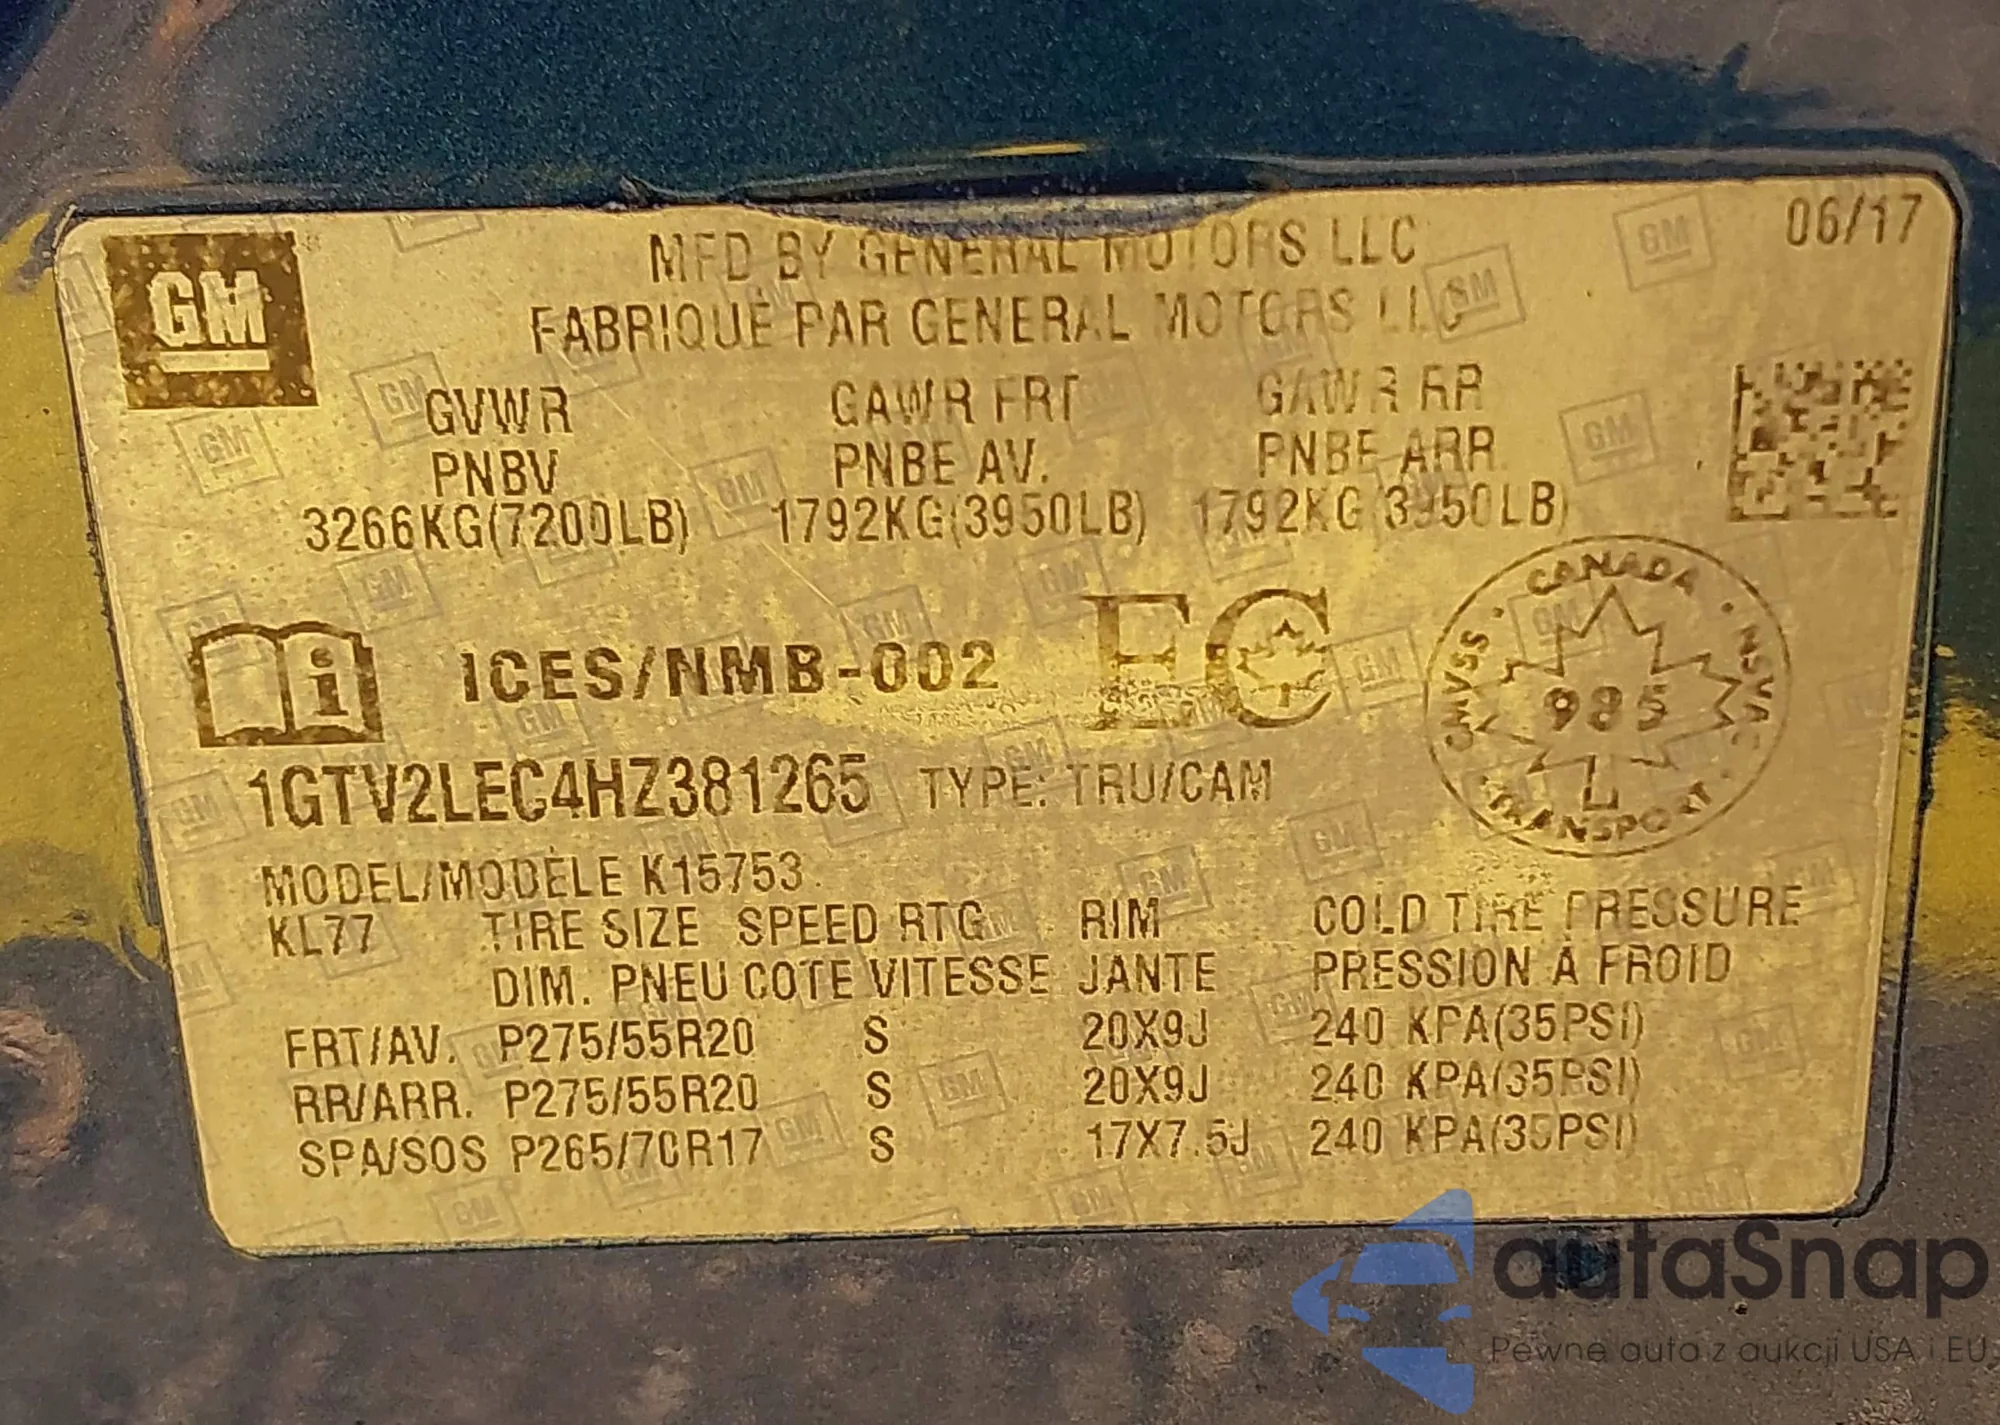 GM
06/17
MFD BY GENERAL MOTORS LLC
FABRIQUÉ PAR GENERAL MOTORS LLC
GVWR GAWR FRT GAWR RR
PNBV PNBE AV. PNBE ARR
3266KG(7200LB) 1792KG(3950LB) 1792KG(3950LB)
ICES/NMB-002 EC
CANADA · NSVAC · TRANSPORT · CMVSS ·
985
1GTV2LEC4HZ381265 TYPE: TRU/CAM
MODEL/MODÈLE K15753
KL77 TIRE SIZE SPEED RTG RIM COLD TIRE PRESSURE
DIM. PNEU COTE VITESSE JANTE PRESSION À FROID
FRT/AV. P275/55R20 S 20X9J 240 KPA(35PSI)
RR/ARR. P275/55R20 S 20X9J 240 KPA(35PSI)
SPA/SOS P265/70R17 S 17X7.5J 240 KPA(35PSI)
autaSnap
Pewne auta z aukcji USA i EU